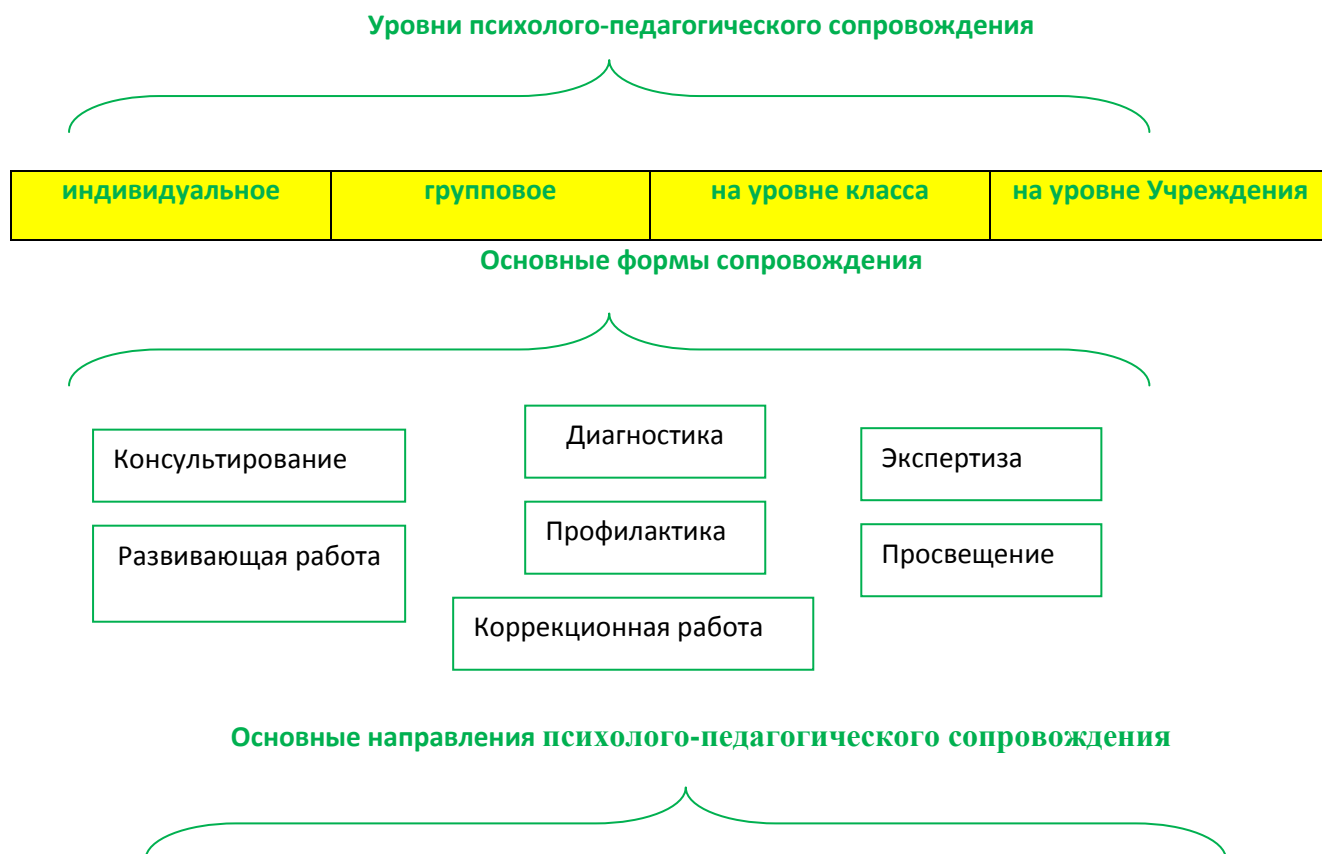 Уровни психолого-педагогического сопровождения
индивидуальное групповое на уровне класса на уровне Учреждения
Основные формы сопровождения
Консультирование
Диагностика
Экспертиза
Развивающая работа
Профилактика
Просвещение
Коррекционная работа
Основные направления психолого-педагогического сопровождения